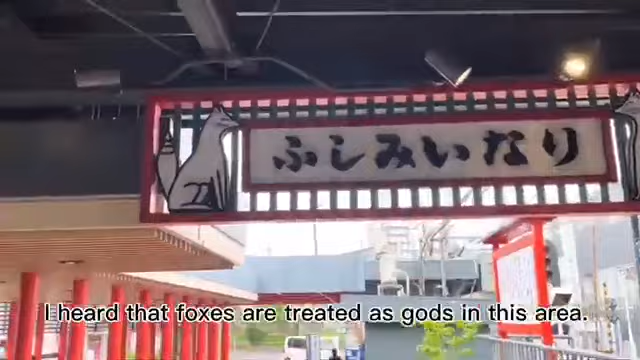 ふしみいなり
I heard that foxes are treated as gods in this area.